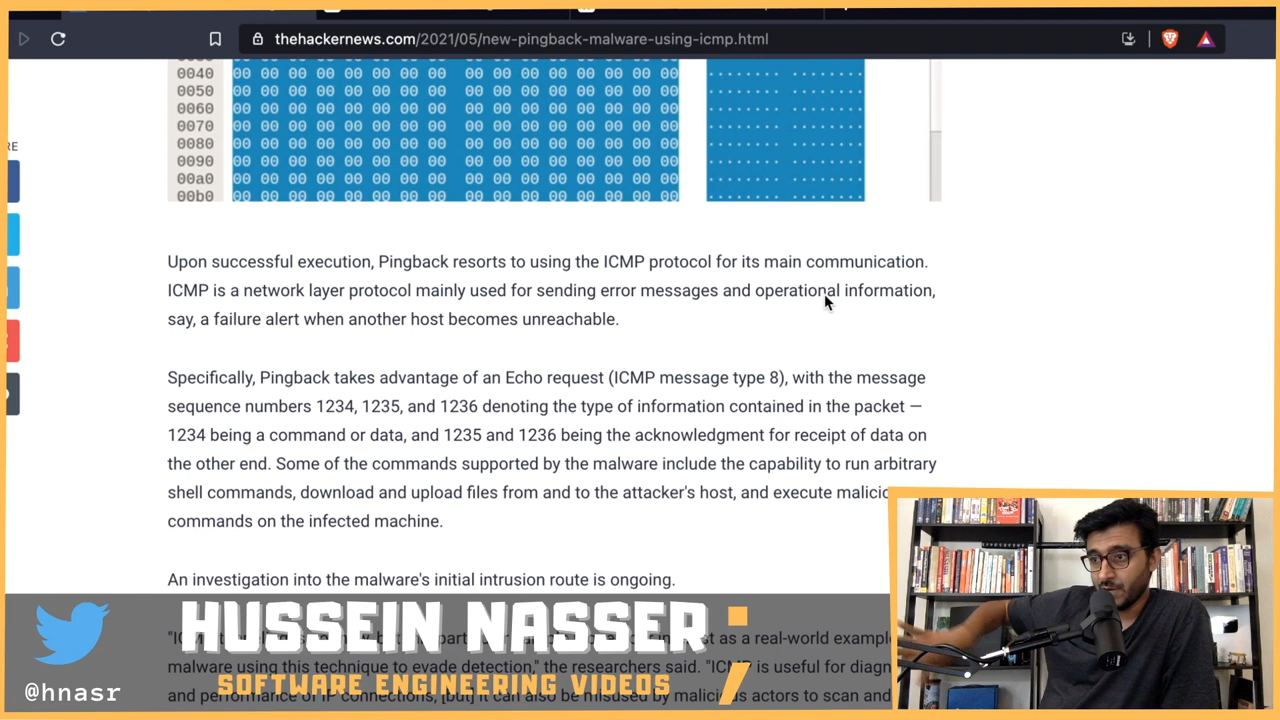 thehackernews.com/2021/05/new-pingback-malware-using-icmp.html
0040 00 00 00 00 00 00 00 00 00 00 00 00 00 00 00 00 ........ ........
0050 00 00 00 00 00 00 00 00 00 00 00 00 00 00 00 00 ........ ........
0060 00 00 00 00 00 00 00 00 00 00 00 00 00 00 00 00 ........ ........
0070 00 00 00 00 00 00 00 00 00 00 00 00 00 00 00 00 ........ ........
0080 00 00 00 00 00 00 00 00 00 00 00 00 00 00 00 00 ........ ........
0090 00 00 00 00 00 00 00 00 00 00 00 00 00 00 00 00 ........ ........
00a0 00 00 00 00 00 00 00 00 00 00 00 00 00 00 00 00 ........ ........
00b0 00 00 00 00 00 00 00 00 00 00 00 00 00 00 00 00 ........ ........
RE
Upon successful execution, Pingback resorts to using the ICMP protocol for its main communication.
ICMP is a network layer protocol mainly used for sending error messages and operational information,
say, a failure alert when another host becomes unreachable.
Specifically, Pingback takes advantage of an Echo request (ICMP message type 8), with the message
sequence numbers 1234, 1235, and 1236 denoting the type of information contained in the packet —
1234 being a command or data, and 1235 and 1236 being the acknowledgment for receipt of data on
the other end. Some of the commands supported by the malware include the capability to run arbitrary
shell commands, download and upload files from and to the attacker's host, and execute malicio
commands on the infected machine.
An investigation into the malware's initial intrusion route is ongoing.
st as a real-world example
malware using this technique to evade detection," the researchers said. "ICMP is useful for diagn
and performance of IP connections, [but] it can also be misused by malicious actors to scan and
HUSSEIN NASSER
SOFTWARE ENGINEERING VIDEOS
@hnasr